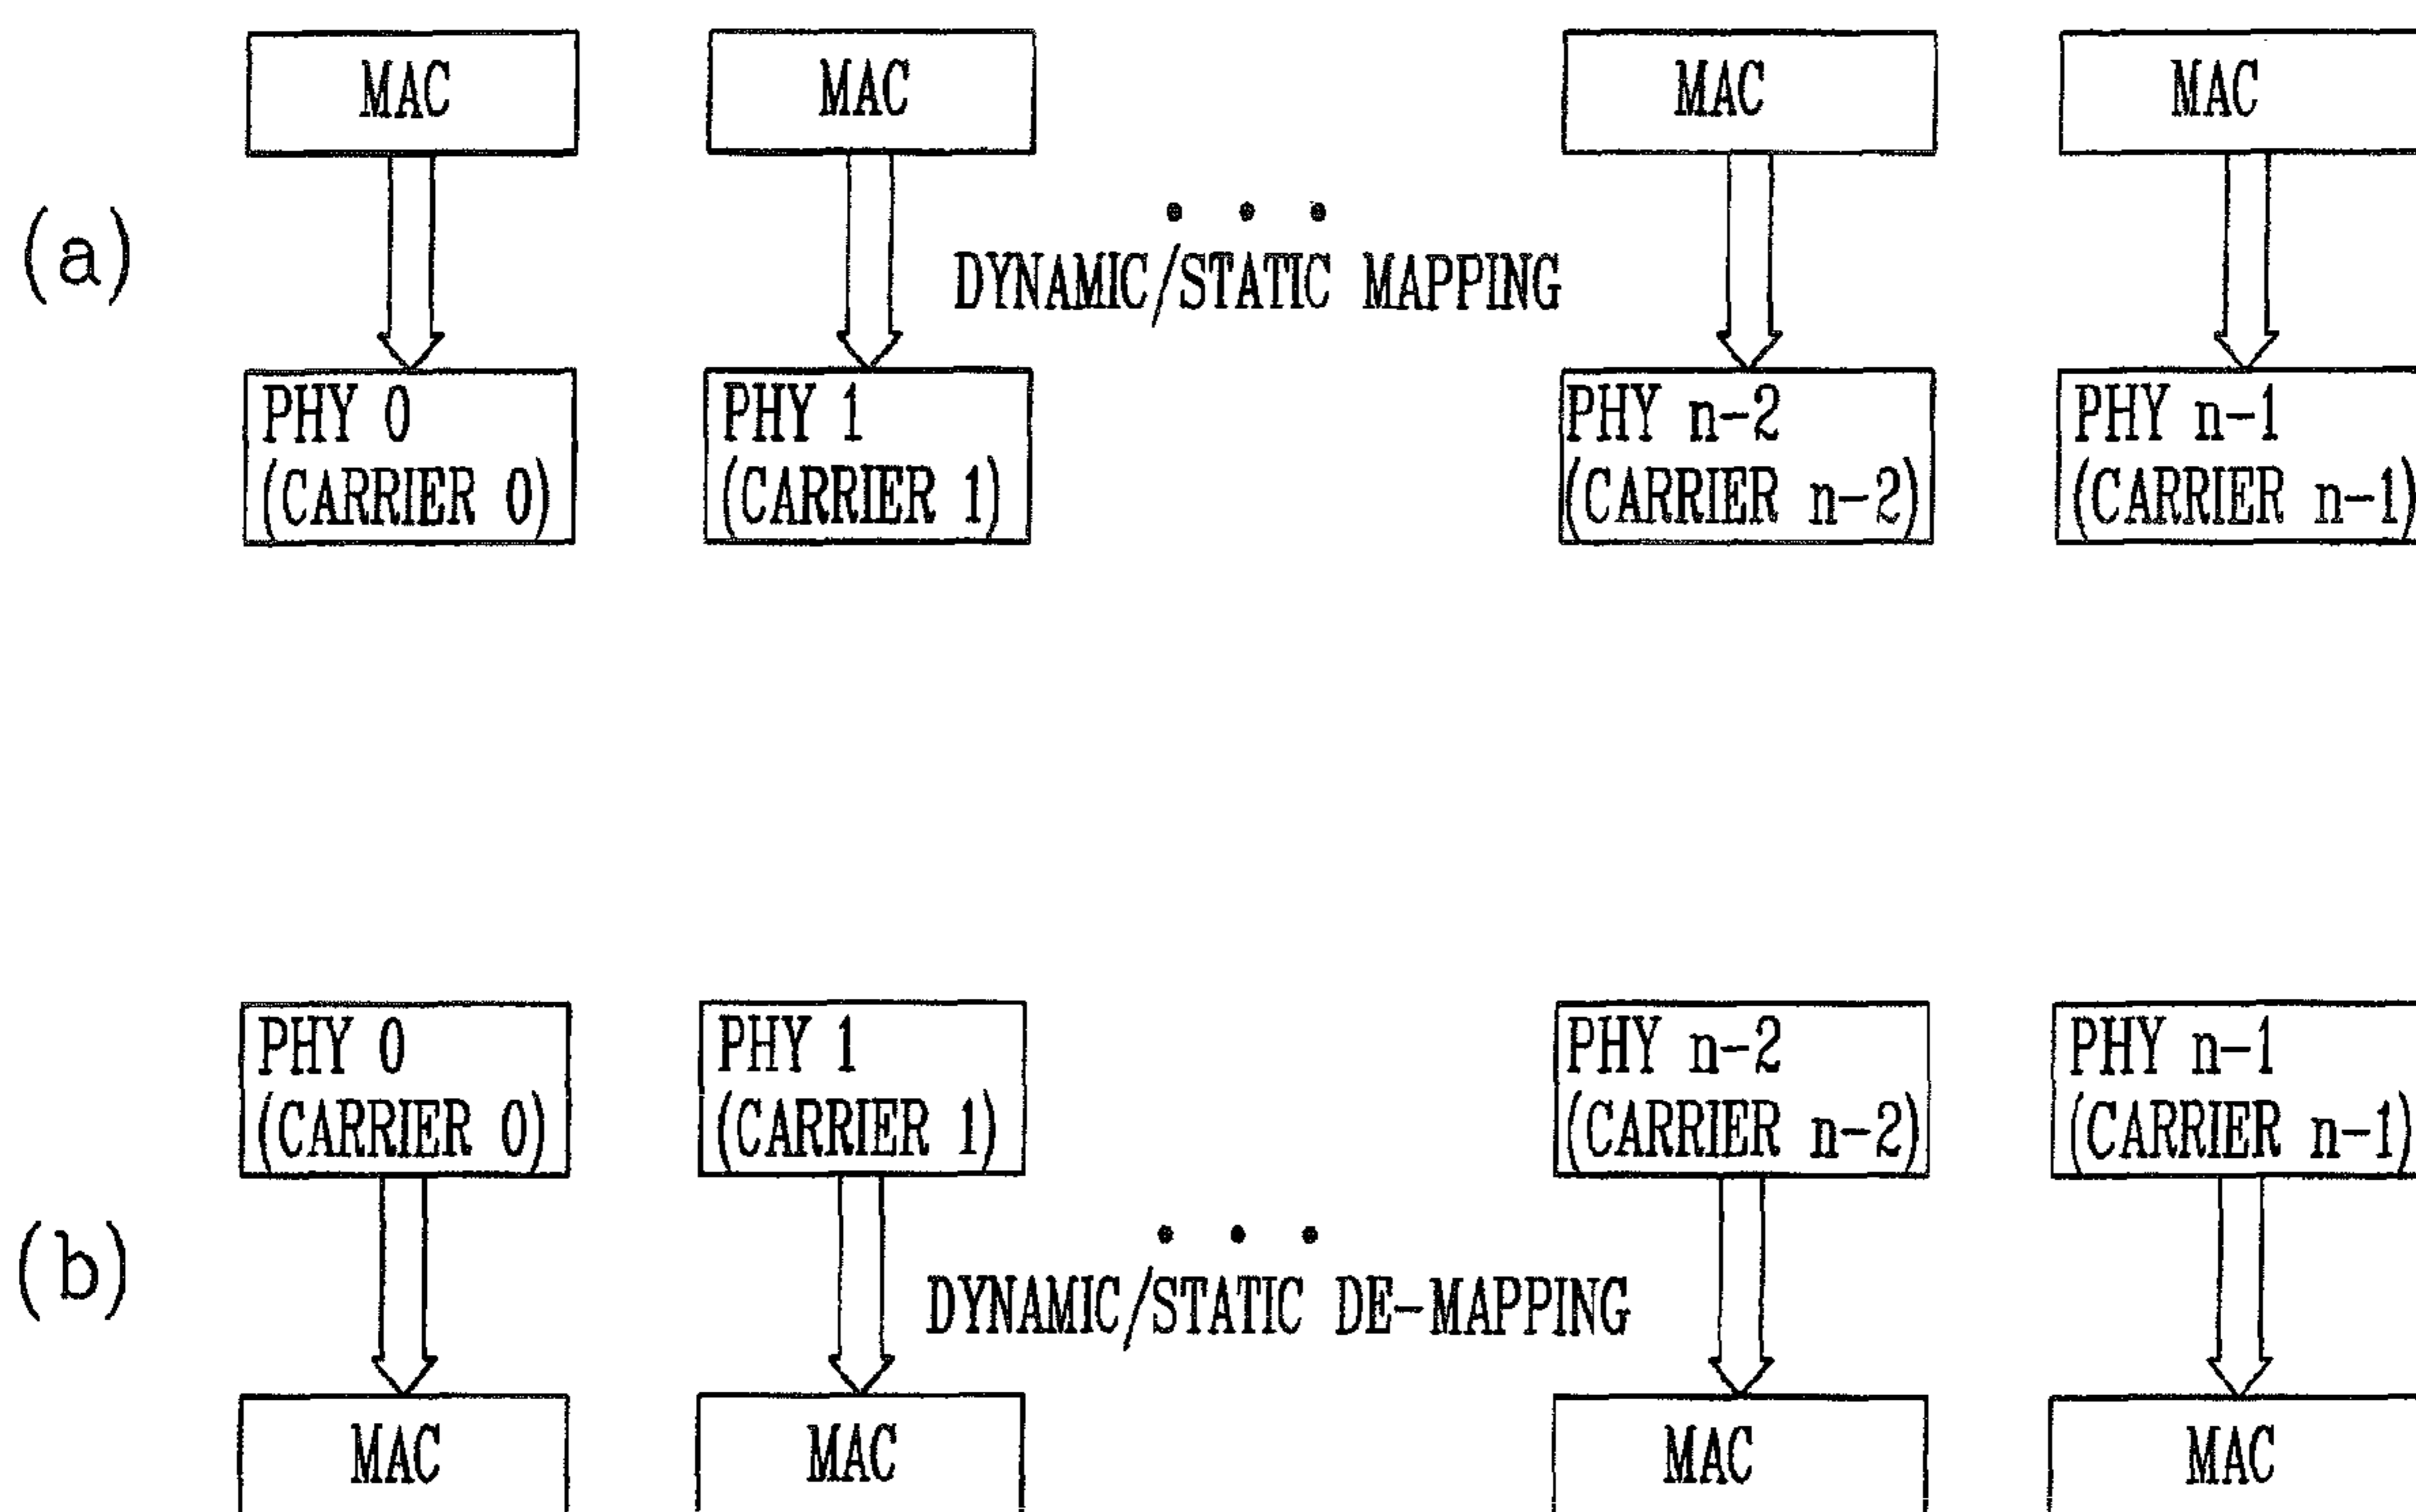 MAC MAC MAC MAC
(a)
DYNAMIC/STATIC MAPPING
PHY 0 PHY 1 PHY n-2 PHY n-1
(CARRIER 0) (CARRIER 1) (CARRIER n-2) (CARRIER n-1)
PHY 0 PHY 1 PHY n-2 PHY n-1
(CARRIER 0) (CARRIER 1) (CARRIER n-2) (CARRIER n-1)
(b)
DYNAMIC/STATIC DE-MAPPING
MAC MAC MAC MAC